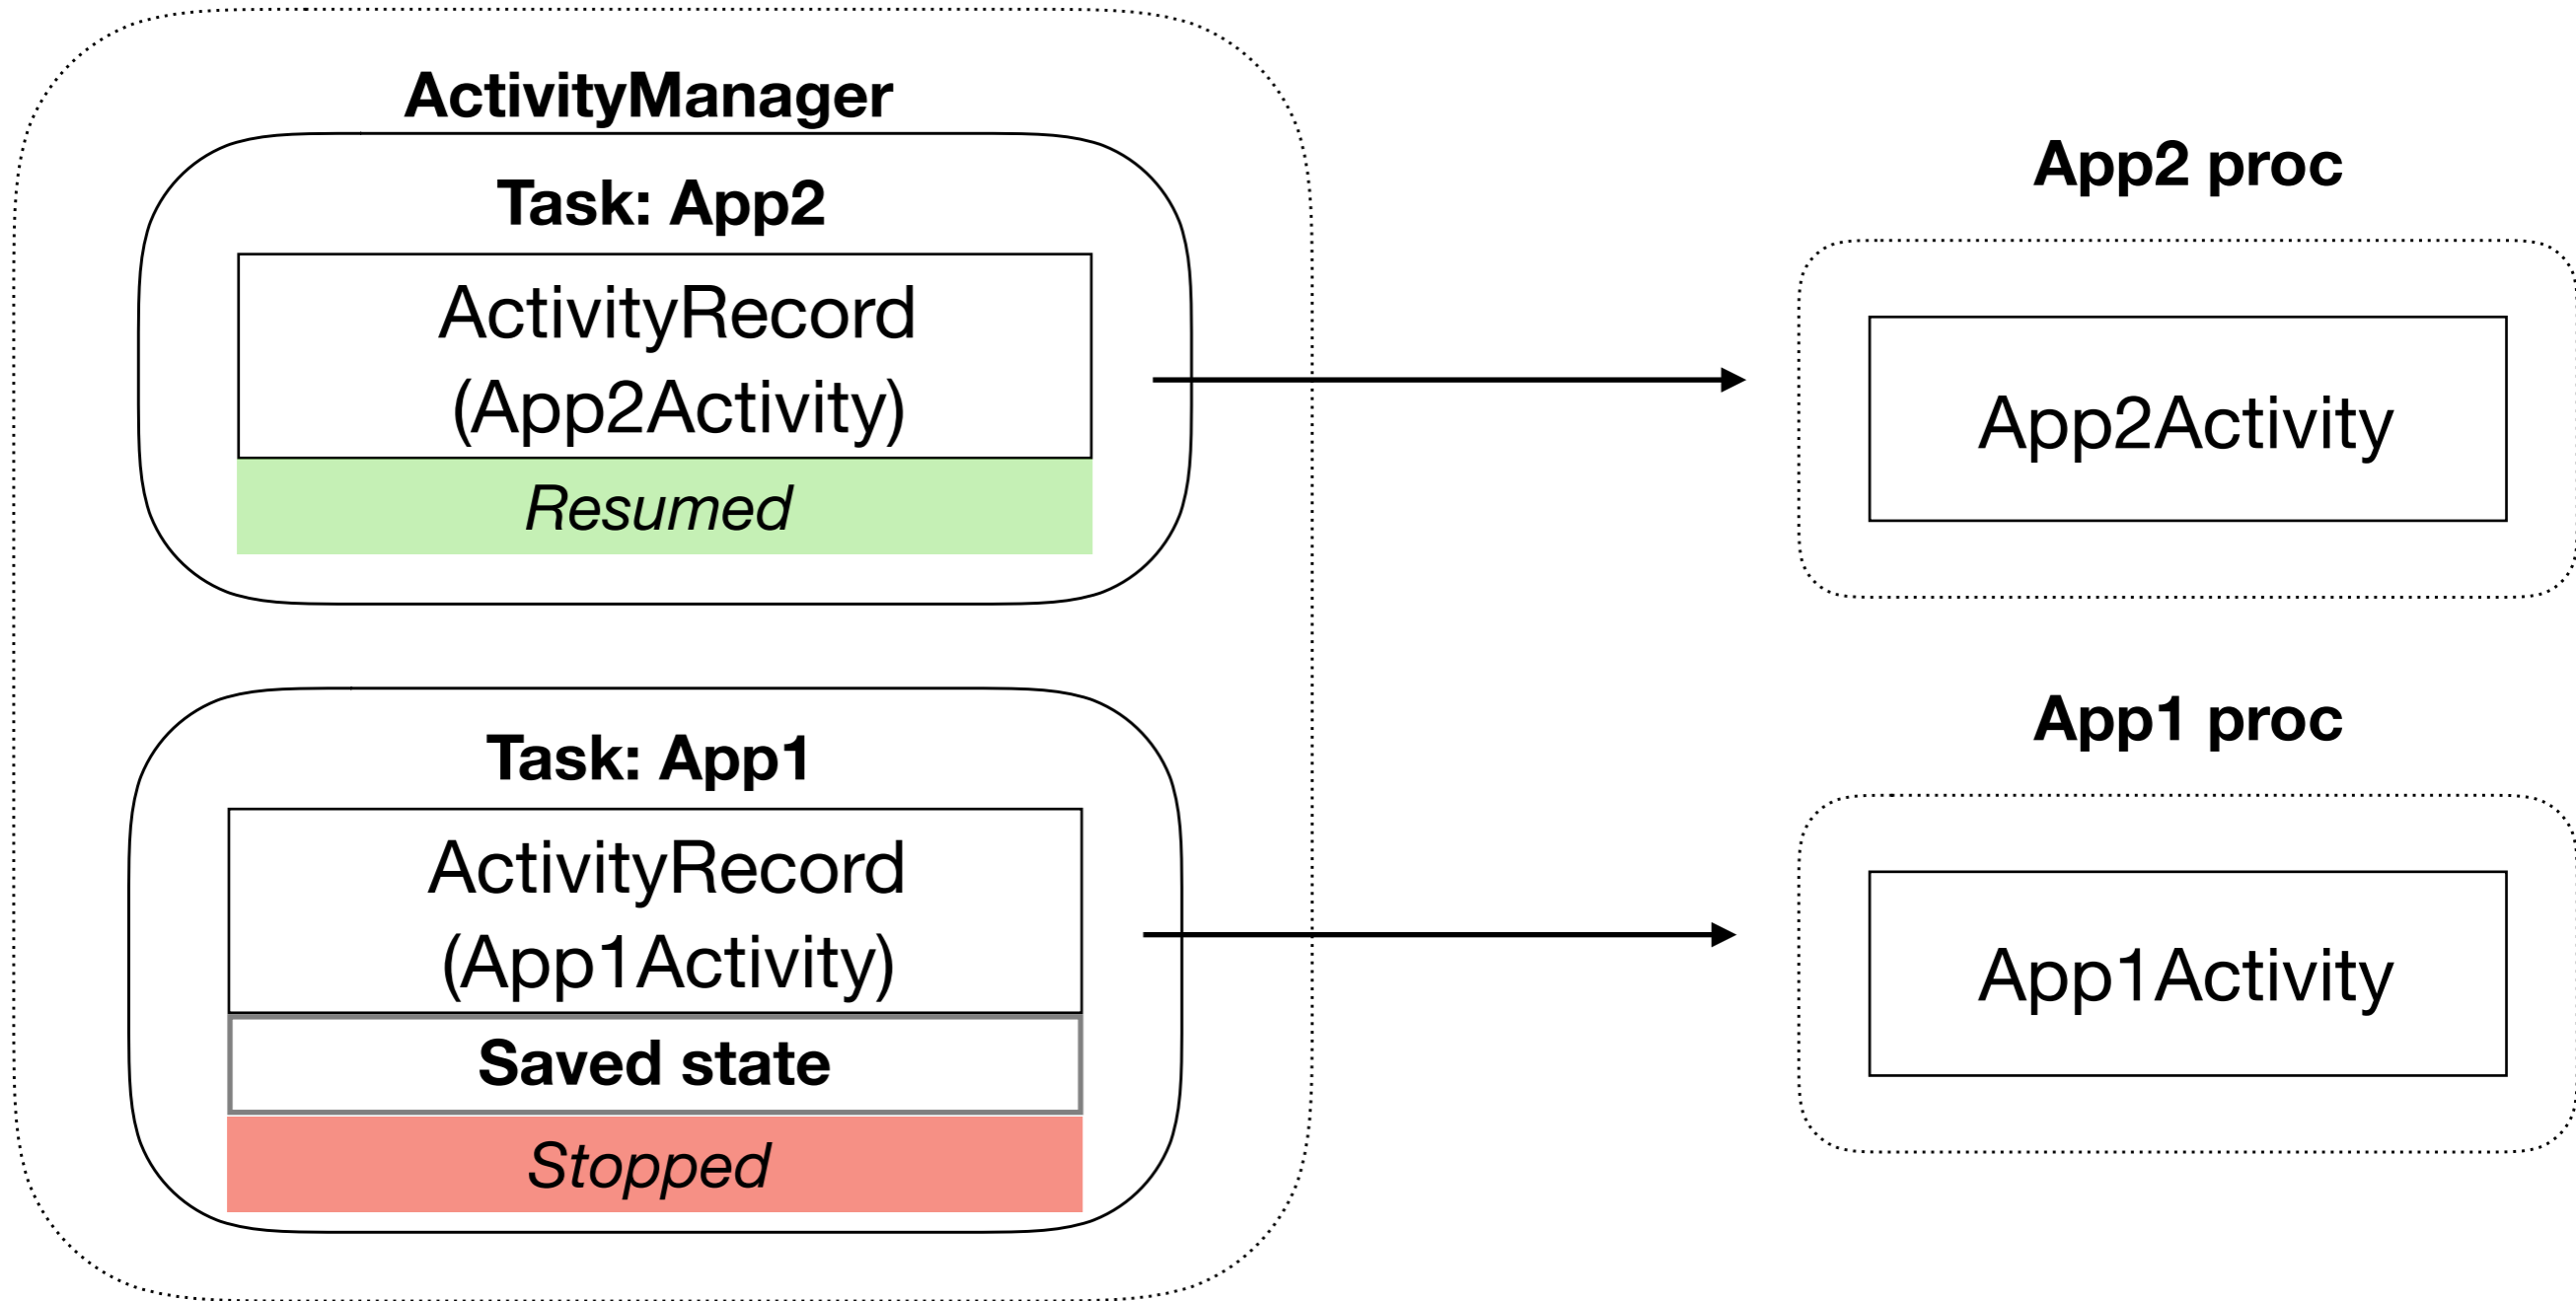 ActivityManager
Task: App2
ActivityRecord
(App2Activity)
Resumed
App2 proc
App2Activity
Task: App1
ActivityRecord
(App1Activity)
Saved state
Stopped
App1 proc
App1Activity